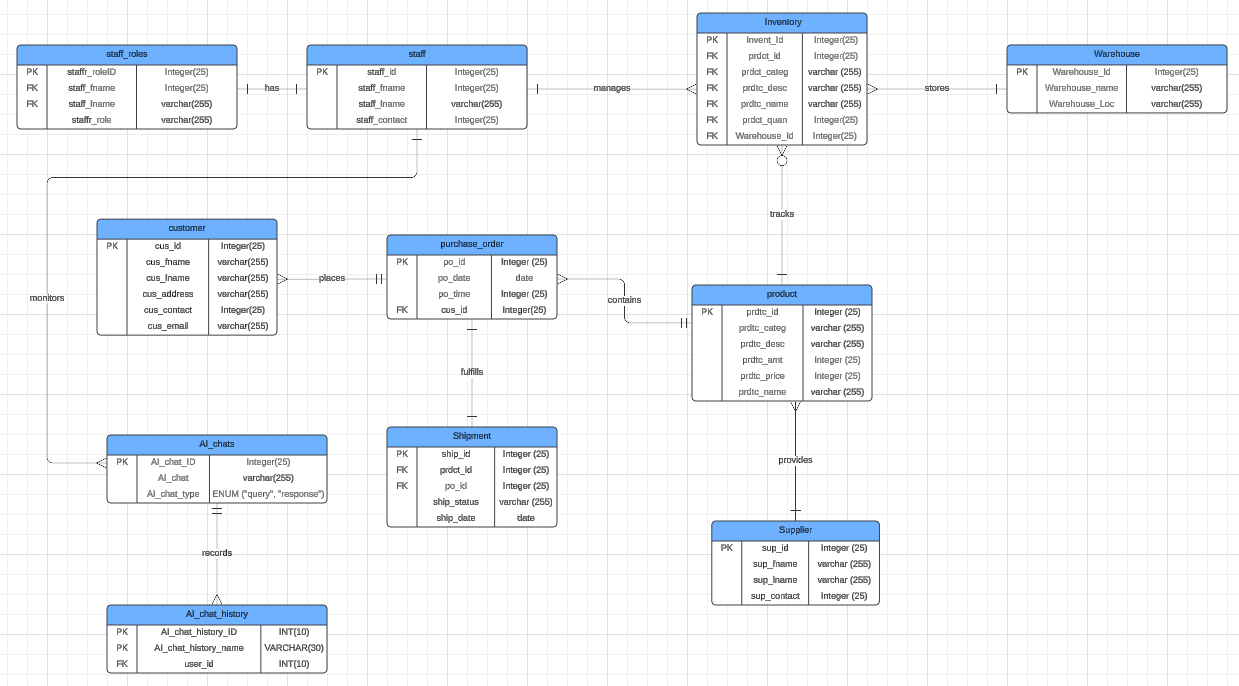 staff_roles
PK staffr_roleID Integer(25)
FK staff_fname Integer(25)
FK staff_lname varchar(255)
staffr_role varchar(255)
has
staff
PK staff_id Integer(25)
staff_fname Integer(25)
staff_lname varchar(255)
staff_contact Integer(25)
manages
Inventory
PK Invent_Id Integer(25)
FK prdct_id Integer(25)
FK prdct_categ varchar (255)
FK prdtc_desc varchar (255)
FK prdtc_name varchar (255)
FK prdct_quan Integer(25)
FK Warehouse_Id Integer(25)
stores
Warehouse
PK Warehouse_Id Integer(25)
Warehouse_name varchar(255)
Warehouse_Loc varchar(255)
tracks
monitors
customer
PK cus_id Integer(25)
cus_fname varchar(255)
cus_lname varchar(255)
cus_address varchar(255)
cus_contact Integer(25)
cus_email varchar(255)
places
purchase_order
PK po_id Integer (25)
po_date date
po_time Integer (25)
FK cus_id Integer(25)
contains
product
PK prdtc_id Integer (25)
prdtc_categ varchar (255)
prdtc_desc varchar (255)
prdtc_amt Integer (25)
prdtc_price Integer (25)
prdtc_name varchar (255)
fulfills
Shipment
PK ship_id Integer (25)
FK prdct_id Integer (25)
FK po_id Integer (25)
ship_status varchar (255)
ship_date date
provides
Supplier
PK sup_id Integer (25)
sup_fname varchar (255)
sup_lname varchar (255)
sup_contact Integer (25)
AI_chats
PK AI_chat_ID Integer(25)
AI_chat varchar(255)
AI_chat_type ENUM ("query", "response")
records
AI_chat_history
PK AI_chat_history_ID INT(10)
PK AI_chat_history_name VARCHAR(30)
FK user_id INT(10)